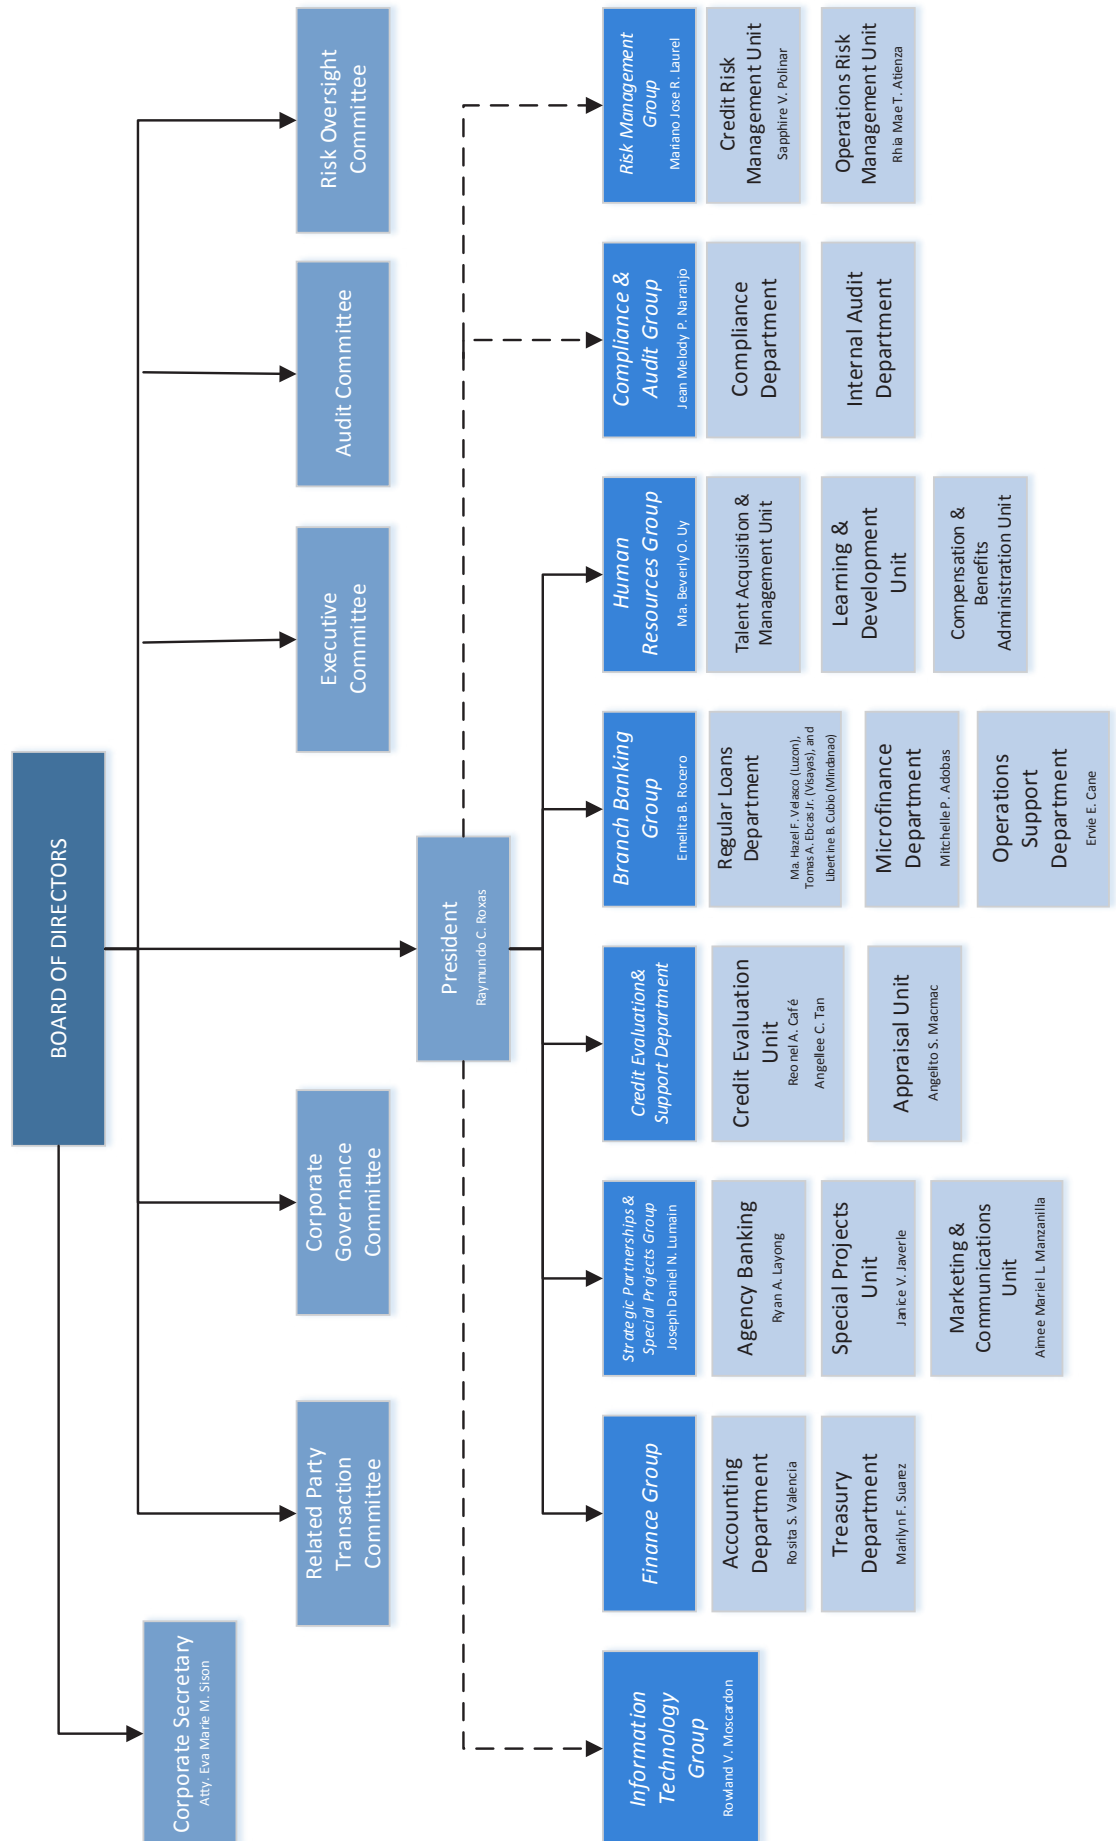 BOARD OF DIRECTORS
Corporate Secretary
Atty. Eva Marie M. Sison
Related Party
Transaction
Committee
Corporate
Governance
Committee
Executive
Committee
Audit Committee
Risk Oversight
Committee
President
Raymundo C. Roxas
Information
Technology
Group
Rowland V. Moscardon
Finance Group
Accounting
Department
Rosita S. Valencia
Treasury
Department
Marilyn F. Suarez
Strategic Partnerships &
Special Projects Group
Joseph Daniel N. Lumain
Agency Banking
Ryan A. Layong
Special Projects
Unit
Janice V. Javerle
Marketing &
Communications
Unit
Aimee Mariel L. Manzanilla
Credit Evaluation&
Support Department
Credit Evaluation
Unit
Reonel A. Café
Angellee C. Tan
Appraisal Unit
Angelito S. Macmac
Branch Banking
Group
Emelita B. Rocero
Regular Loans
Department
Ma. Hazel F. Velasco (Luzon),
Tomas A. Ebcas Jr. (Visayas), and
Libertine B. Cubio (Mindanao)
Microfinance
Department
Mitchelle P. Adobas
Operations
Support
Department
Ervie E. Cane
Human
Resources Group
Ma. Beverly O. Uy
Talent Acquisition &
Management Unit
Learning &
Development
Unit
Compensation &
Benefits
Administration Unit
Compliance &
Audit Group
Jean Melody P. Naranjo
Compliance
Department
Internal Audit
Department
Risk Management
Group
Mariano Jose R. Laurel
Credit Risk
Management Unit
Sapphire V. Polinar
Operations Risk
Management Unit
Rhia Mae T. Atienza